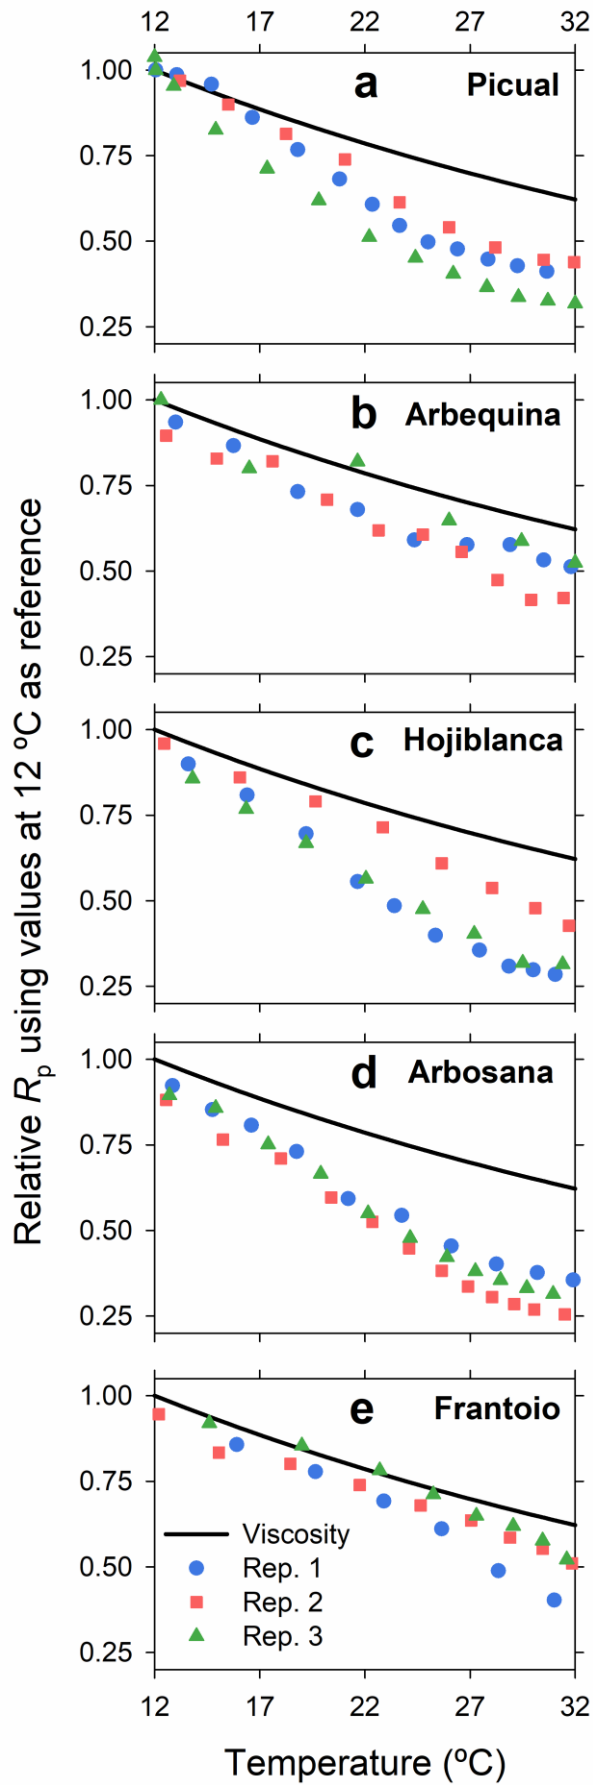 12 17 22 27 32
1.00
0.75
0.50
0.25
a Picual
1.00
0.75
0.50
0.25
b Arbequina
1.00
0.75
0.50
0.25
c Hojiblanca
1.00
0.75
0.50
0.25
d Arbosana
1.00
0.75
0.50
0.25
e Frantoio
Viscosity
Rep. 1
Rep. 2
Rep. 3
12 17 22 27 32
Temperature (ºC)
Relative Rp using values at 12 ºC as reference